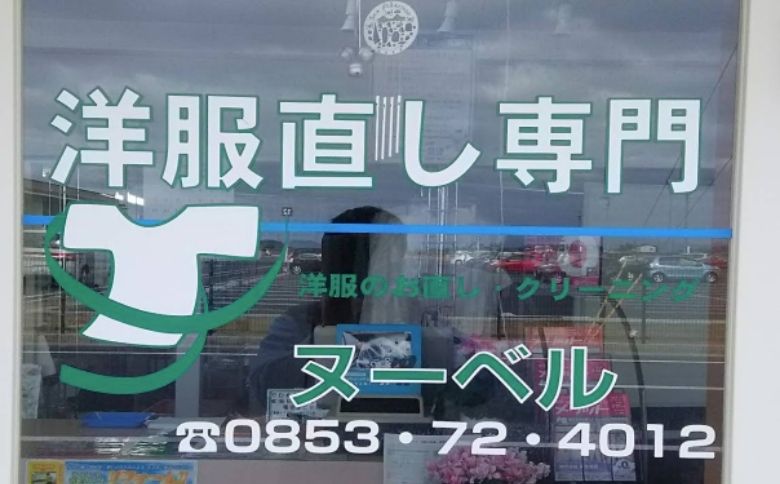 洋服直し専門
洋服のお直し・クリーニング
ヌーベル
☎0853・72・4012